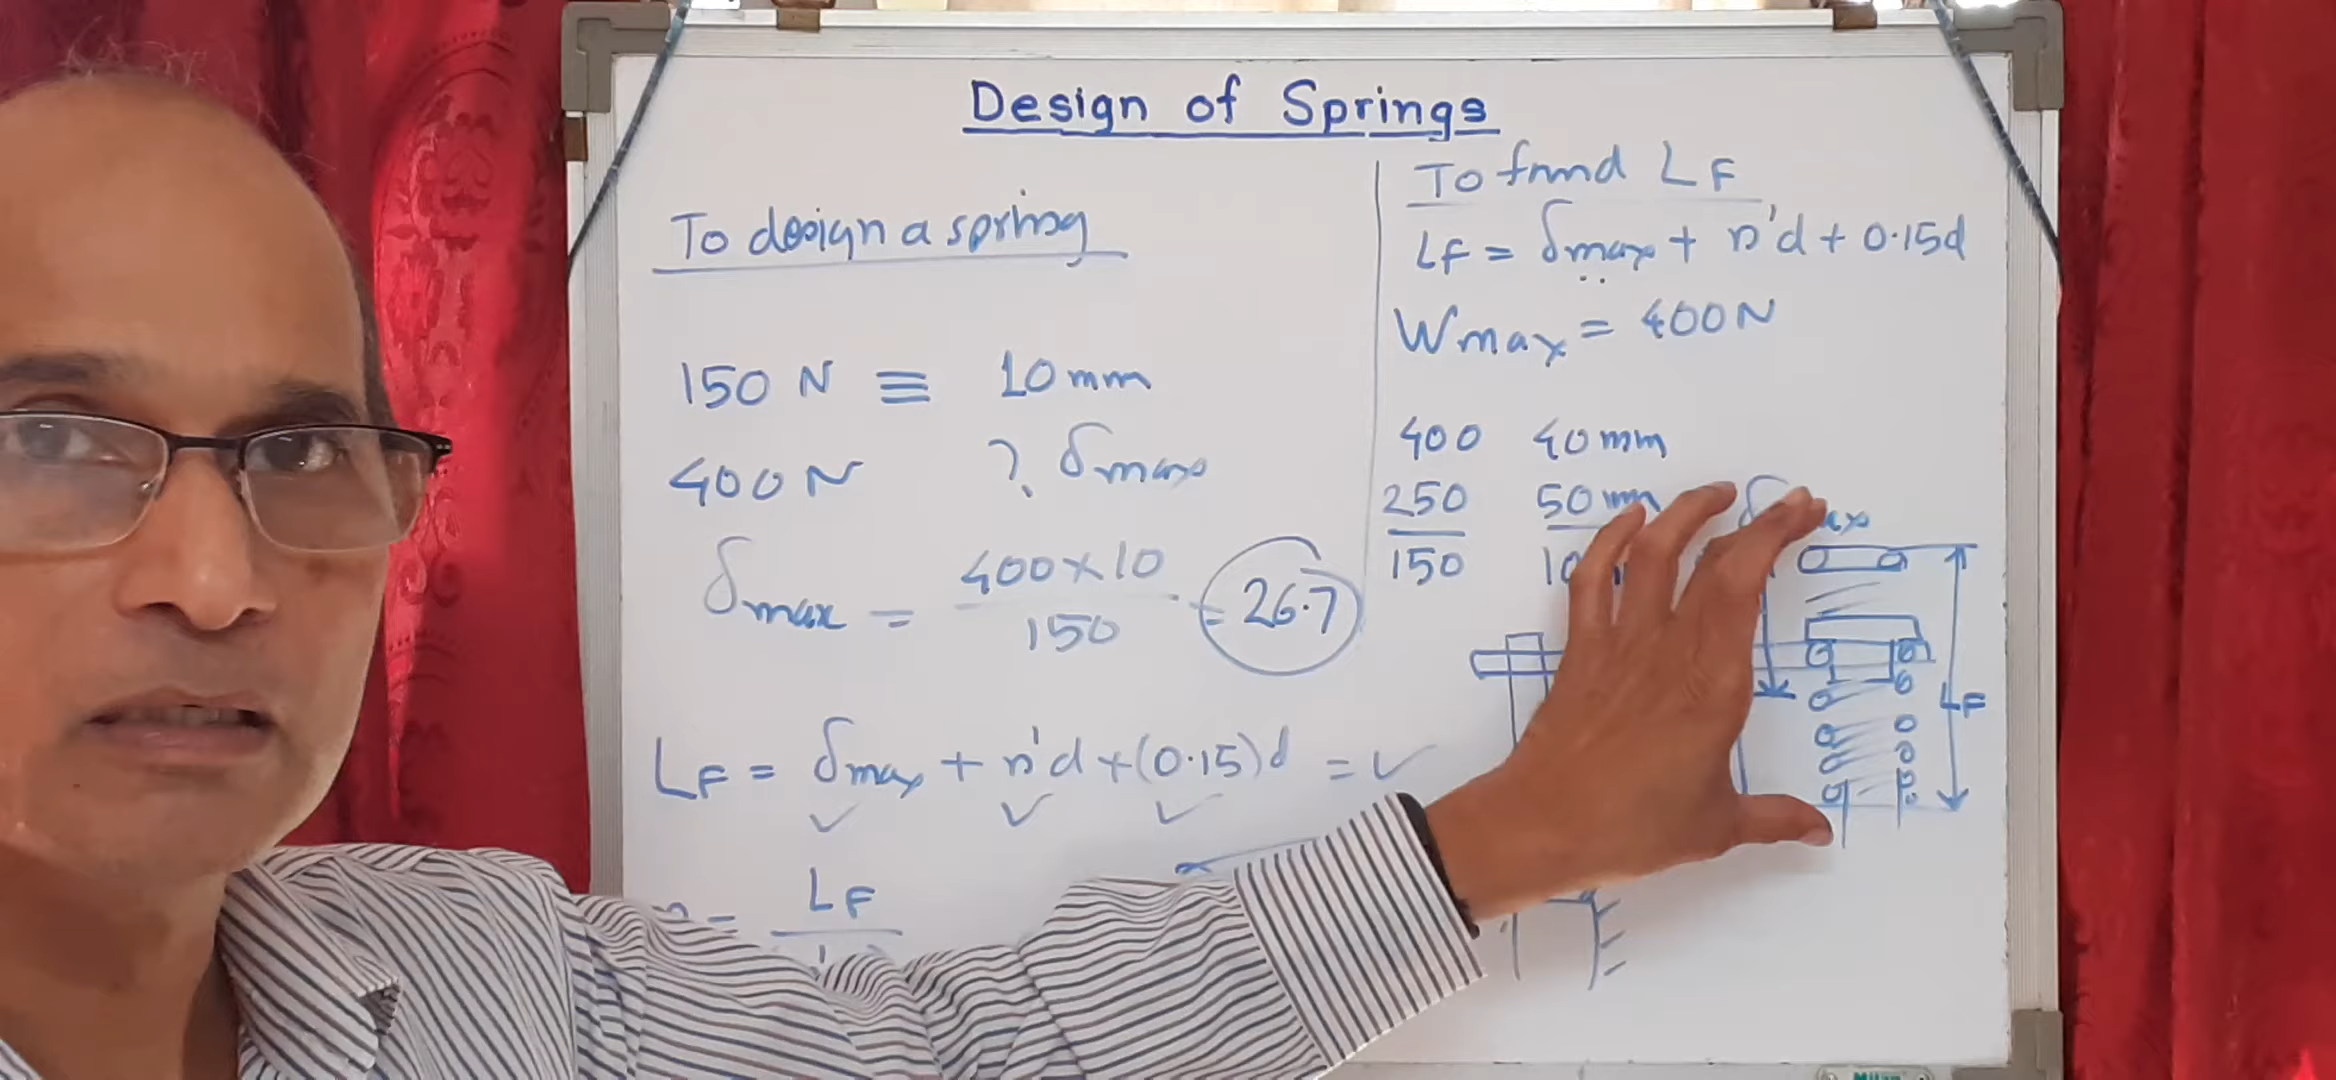 Design of Springs
To design a spring
150 N ≡ 10 mm
400 N ? δmax
δmax = 400 × 10 / 150 = 26.7
LF = δmax + n'd + (0.15)d = ✓
✓ ✓ ✓
= LF
To find LF
LF = δmax + n'd + 0.15d
Wmax = 400 N
400 40 mm
250 50 mm
150 10
LF
Milan